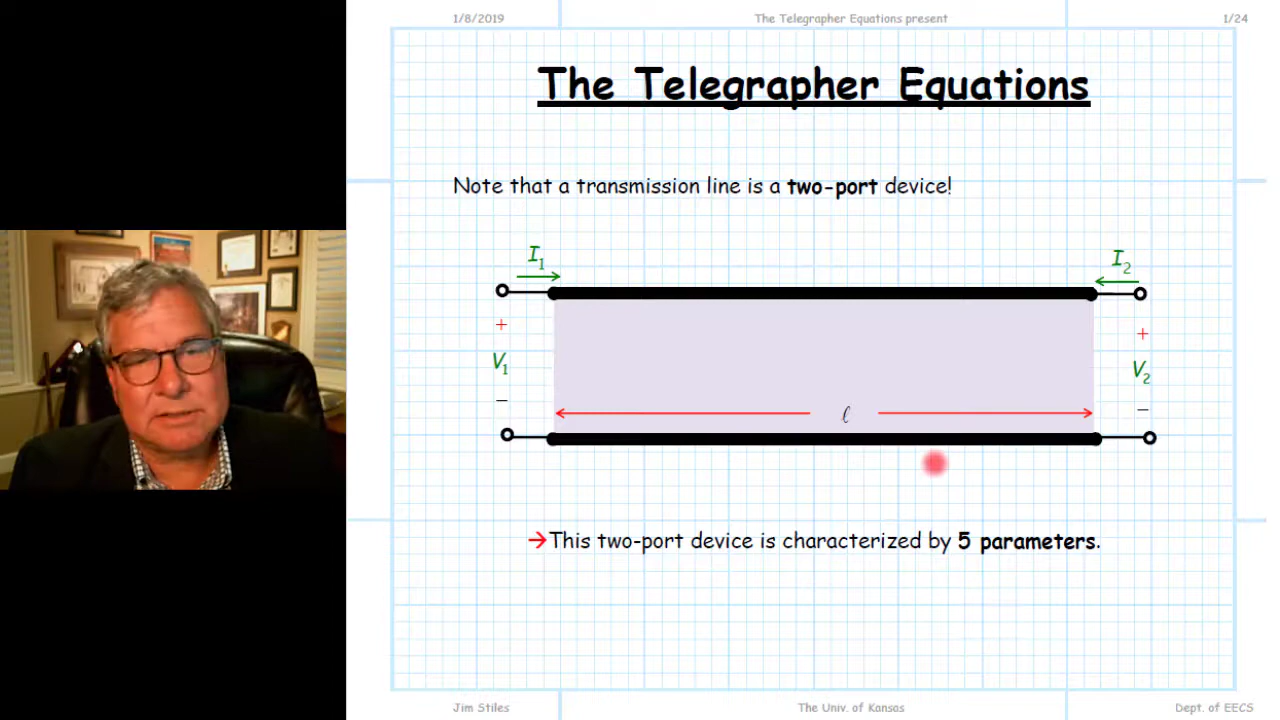 1/8/2019 The Telegrapher Equations present 1/24
The Telegrapher Equations
Note that a transmission line is a two-port device!
I1 I2
+ +
V1 V2
− −
ℓ
→This two-port device is characterized by 5 parameters.
Jim Stiles The Univ. of Kansas Dept. of EECS